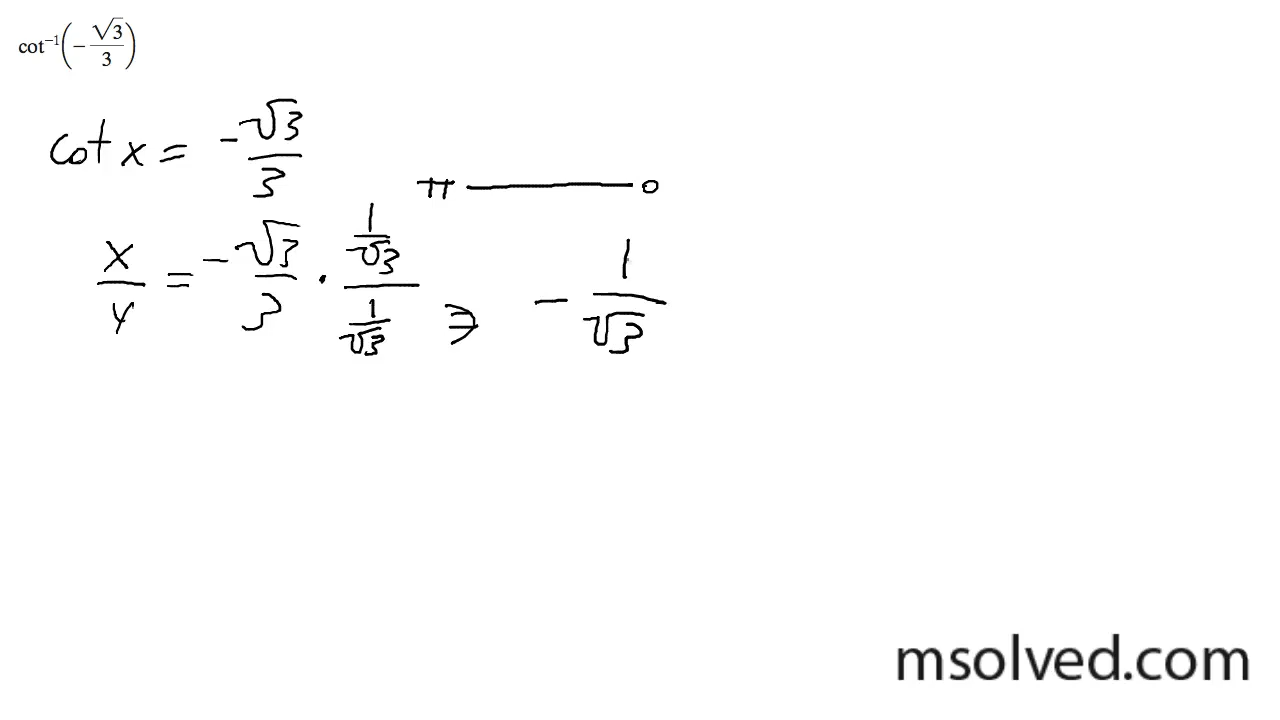 cot⁻¹(-√3/3)
cot x = -√3/3
π 0
x/y = -√3/3 · (1/√3)/(1/√3) ⇒ -1/√3
msolved.com